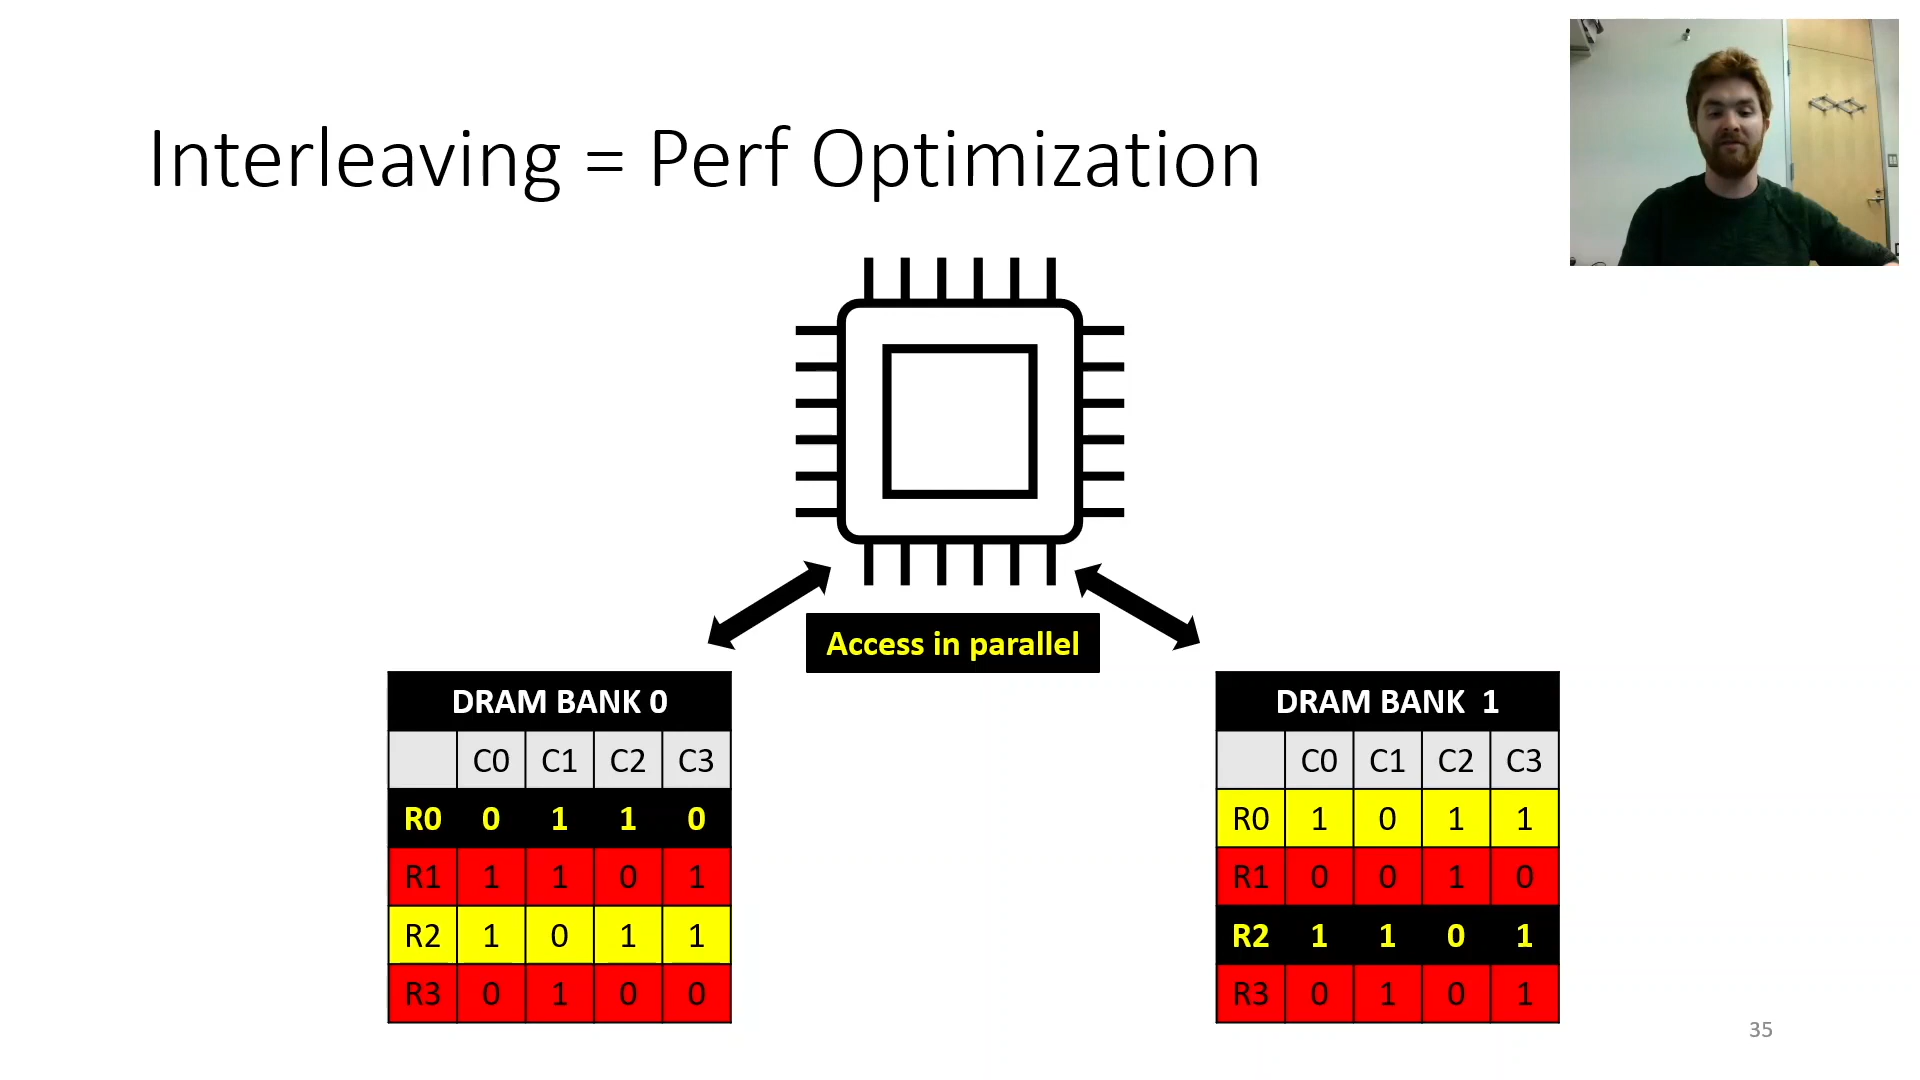 Interleaving = Perf Optimization
Access in parallel
DRAM BANK 0
C0 C1 C2 C3
R0 0 1 1 0
R1 1 1 0 1
R2 1 0 1 1
R3 0 1 0 0
DRAM BANK 1
C0 C1 C2 C3
R0 1 0 1 1
R1 0 0 1 0
R2 1 1 0 1
R3 0 1 0 1
35